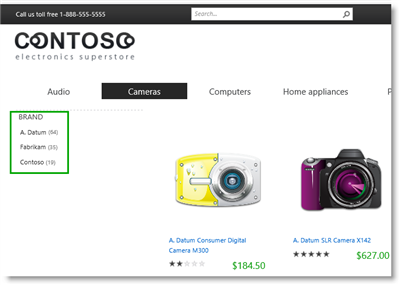 Call us toll free 1-888-555-5555
Search...
CONTOSO
electronics superstore
Audio
Cameras
Computers
Home appliances
P
BRAND
A. Datum (64)
Fabrikam (35)
Contoso (19)
A. Datum Consumer Digital
Camera M300
$184.50
A. Datum SLR Camera X142
$627.00